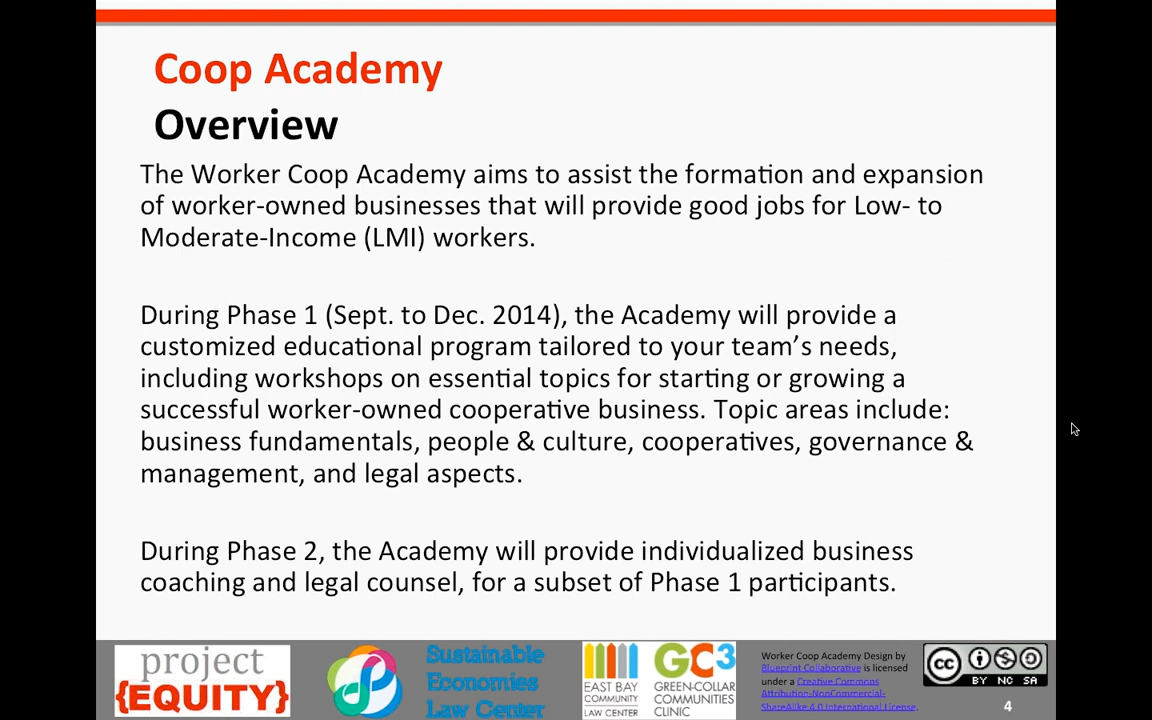 Coop Academy
Overview
The Worker Coop Academy aims to assist the formation and expansion
of worker-owned businesses that will provide good jobs for Low- to
Moderate-Income (LMI) workers.
During Phase 1 (Sept. to Dec. 2014), the Academy will provide a
customized educational program tailored to your team’s needs,
including workshops on essential topics for starting or growing a
successful worker-owned cooperative business. Topic areas include:
business fundamentals, people & culture, cooperatives, governance &
management, and legal aspects.
During Phase 2, the Academy will provide individualized business
coaching and legal counsel, for a subset of Phase 1 participants.
project
{EQUITY}
Sustainable
Economies
Law Center
EAST BAY
COMMUNITY
LAW CENTER
GC3
GREEN-COLLAR
COMMUNITIES
CLINIC
Worker Coop Academy Design by
Blueprint Collaborative is licensed
under a Creative Commons
Attribution-NonCommercial-
ShareAlike 4.0 International License.
cc
BY NC SA
4